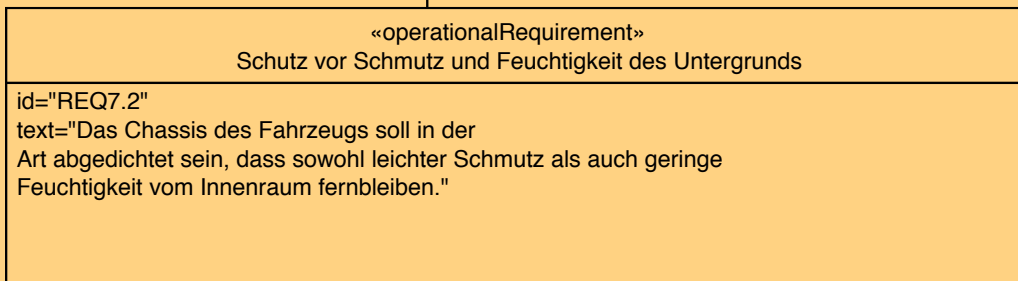 «operationalRequirement»
Schutz vor Schmutz und Feuchtigkeit des Untergrunds
id="REQ7.2"
text="Das Chassis des Fahrzeugs soll in der
Art abgedichtet sein, dass sowohl leichter Schmutz als auch geringe
Feuchtigkeit vom Innenraum fernbleiben."